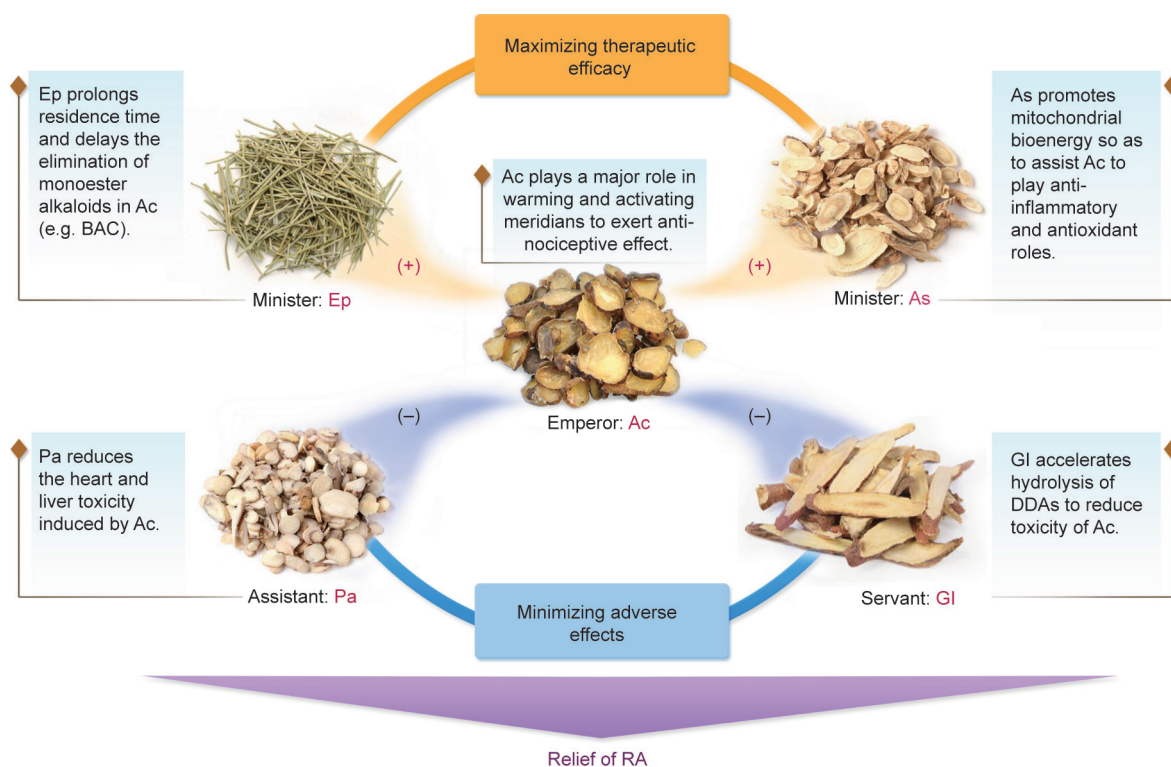 Maximizing therapeutic
efficacy
Ep prolongs
residence time
and delays the
elimination of
monoester
alkaloids in Ac
(e.g. BAC).
Ac plays a major role in
warming and activating
meridians to exert anti-
nociceptive effect.
As promotes
mitochondrial
bioenergy so as
to assist Ac to
play anti-
inflammatory
and antioxidant
roles.
(+)
(+)
Minister: Ep
Minister: As
Emperor: Ac
(–)
(–)
Pa reduces
the heart and
liver toxicity
induced by Ac.
Gl accelerates
hydrolysis of
DDAs to reduce
toxicity of Ac.
Assistant: Pa
Servant: Gl
Minimizing adverse
effects
Relief of RA